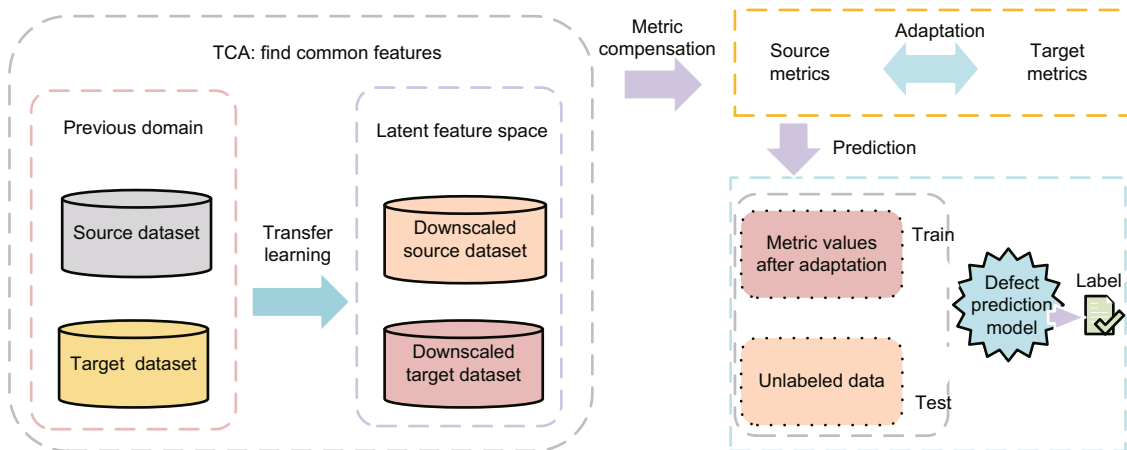 TCA: find common features
Previous domain
Source dataset
Target dataset
Transfer
learning
Latent feature space
Downscaled
source dataset
Downscaled
target dataset
Metric
compensation
Source
metrics
Adaptation
Target
metrics
Prediction
Metric values
after adaptation
Train
Unlabeled data
Test
Defect
prediction
model
Label